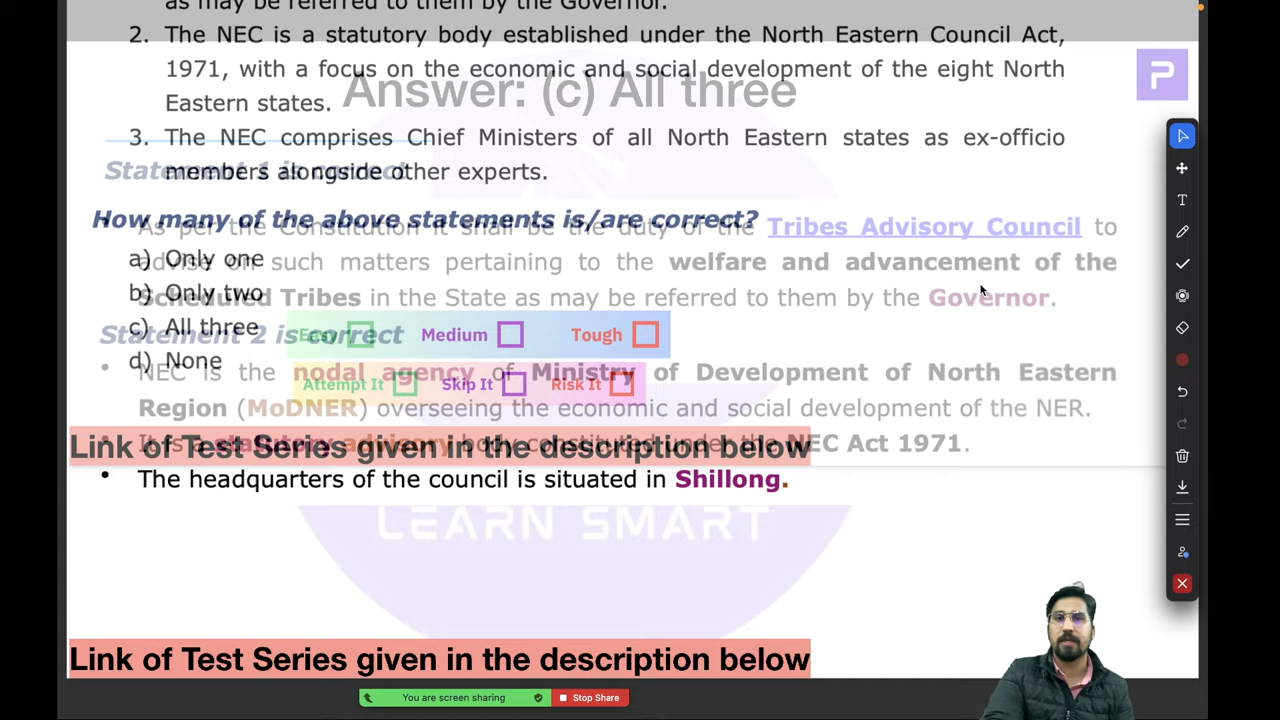 as may be referred to them by the Governor.
2. The NEC is a statutory body established under the North Eastern Council Act,
1971, with a focus on the economic and social development of the eight North
Eastern states.
Answer: (c) All three
P
3. The NEC comprises Chief Ministers of all North Eastern states as ex-officio
members alongside other experts.
Statement 1 is correct
How many of the above statements is/are correct?
• As per the Constitution it shall be the duty of the Tribes Advisory Council to
advise on such matters pertaining to the welfare and advancement of the
Scheduled Tribes in the State as may be referred to them by the Governor.
a) Only one
b) Only two
c) All three
d) None
Statement 2 is correct
Easy Medium Tough
Attempt It Skip It Risk It
• NEC is the nodal agency of Ministry of Development of North Eastern
Region (MoDNER) overseeing the economic and social development of the NER.
• It is a statutory advisory body constituted under the NEC Act 1971.
Link of Test Series given in the description below
• The headquarters of the council is situated in Shillong.
LEARN SMART
Link of Test Series given in the description below
You are screen sharing Stop Share
T